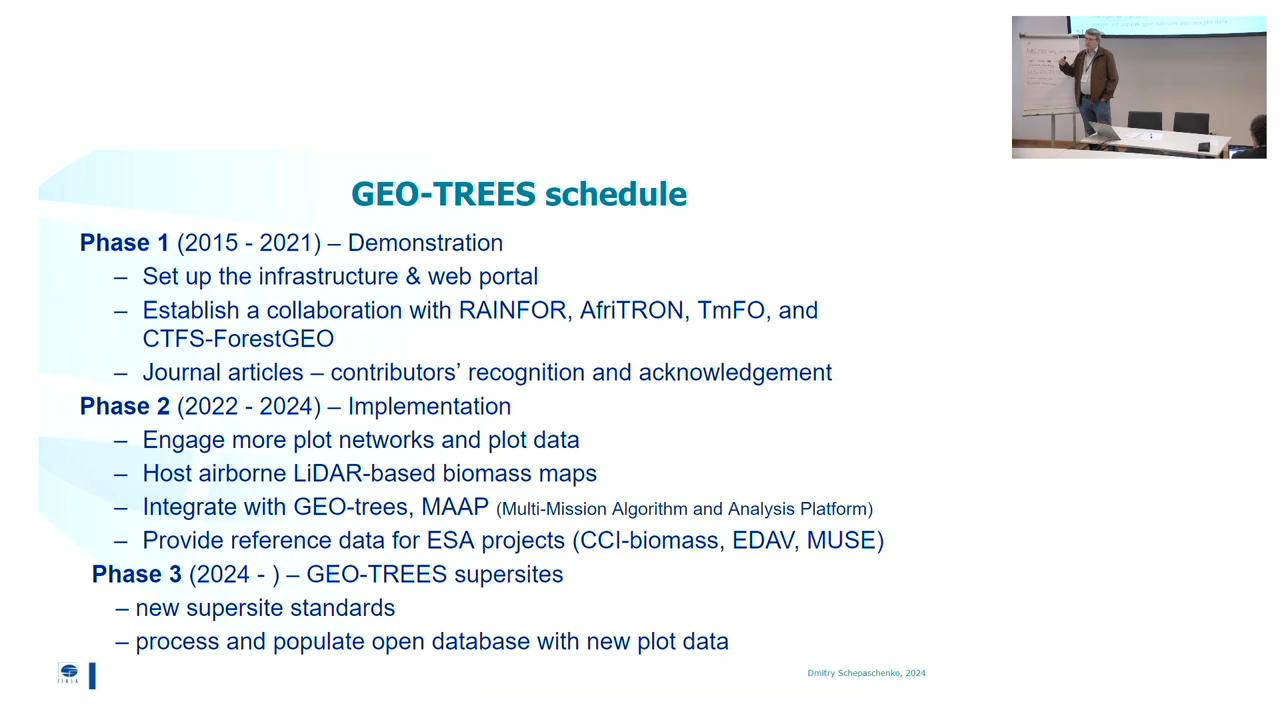 GEO-TREES schedule
Phase 1 (2015 - 2021) – Demonstration
– Set up the infrastructure & web portal
– Establish a collaboration with RAINFOR, AfriTRON, TmFO, and
CTFS-ForestGEO
– Journal articles – contributors’ recognition and acknowledgement
Phase 2 (2022 - 2024) – Implementation
– Engage more plot networks and plot data
– Host airborne LiDAR-based biomass maps
– Integrate with GEO-trees, MAAP (Multi-Mission Algorithm and Analysis Platform)
– Provide reference data for ESA projects (CCI-biomass, EDAV, MUSE)
Phase 3 (2024 - ) – GEO-TREES supersites
– new supersite standards
– process and populate open database with new plot data
IIASA
Dmitry Schepaschenko, 2024